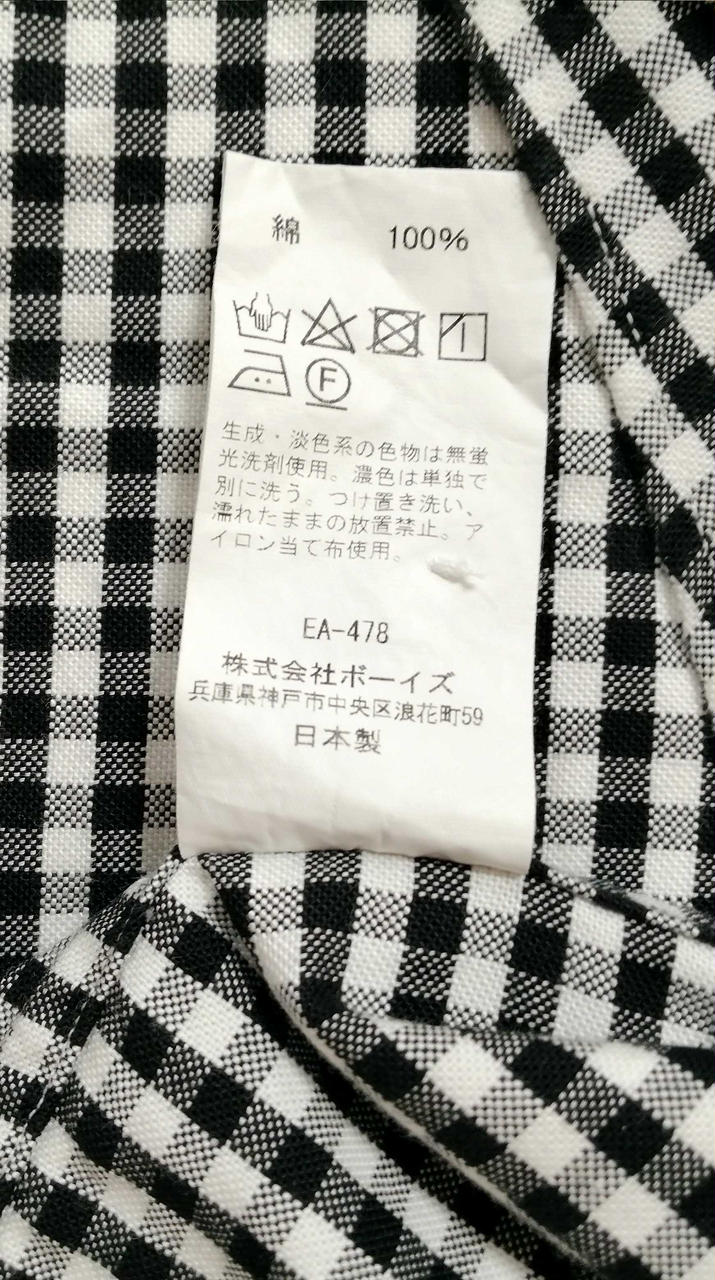 綿 100%
F
生成・淡色系の色物は無蛍
光洗剤使用。濃色は単独で
別に洗う。つけ置き洗い、
濡れたままの放置禁止。ア
イロン当て布使用。
EA-478
株式会社ボーイズ
兵庫県神戸市中央区浪花町59
日本製